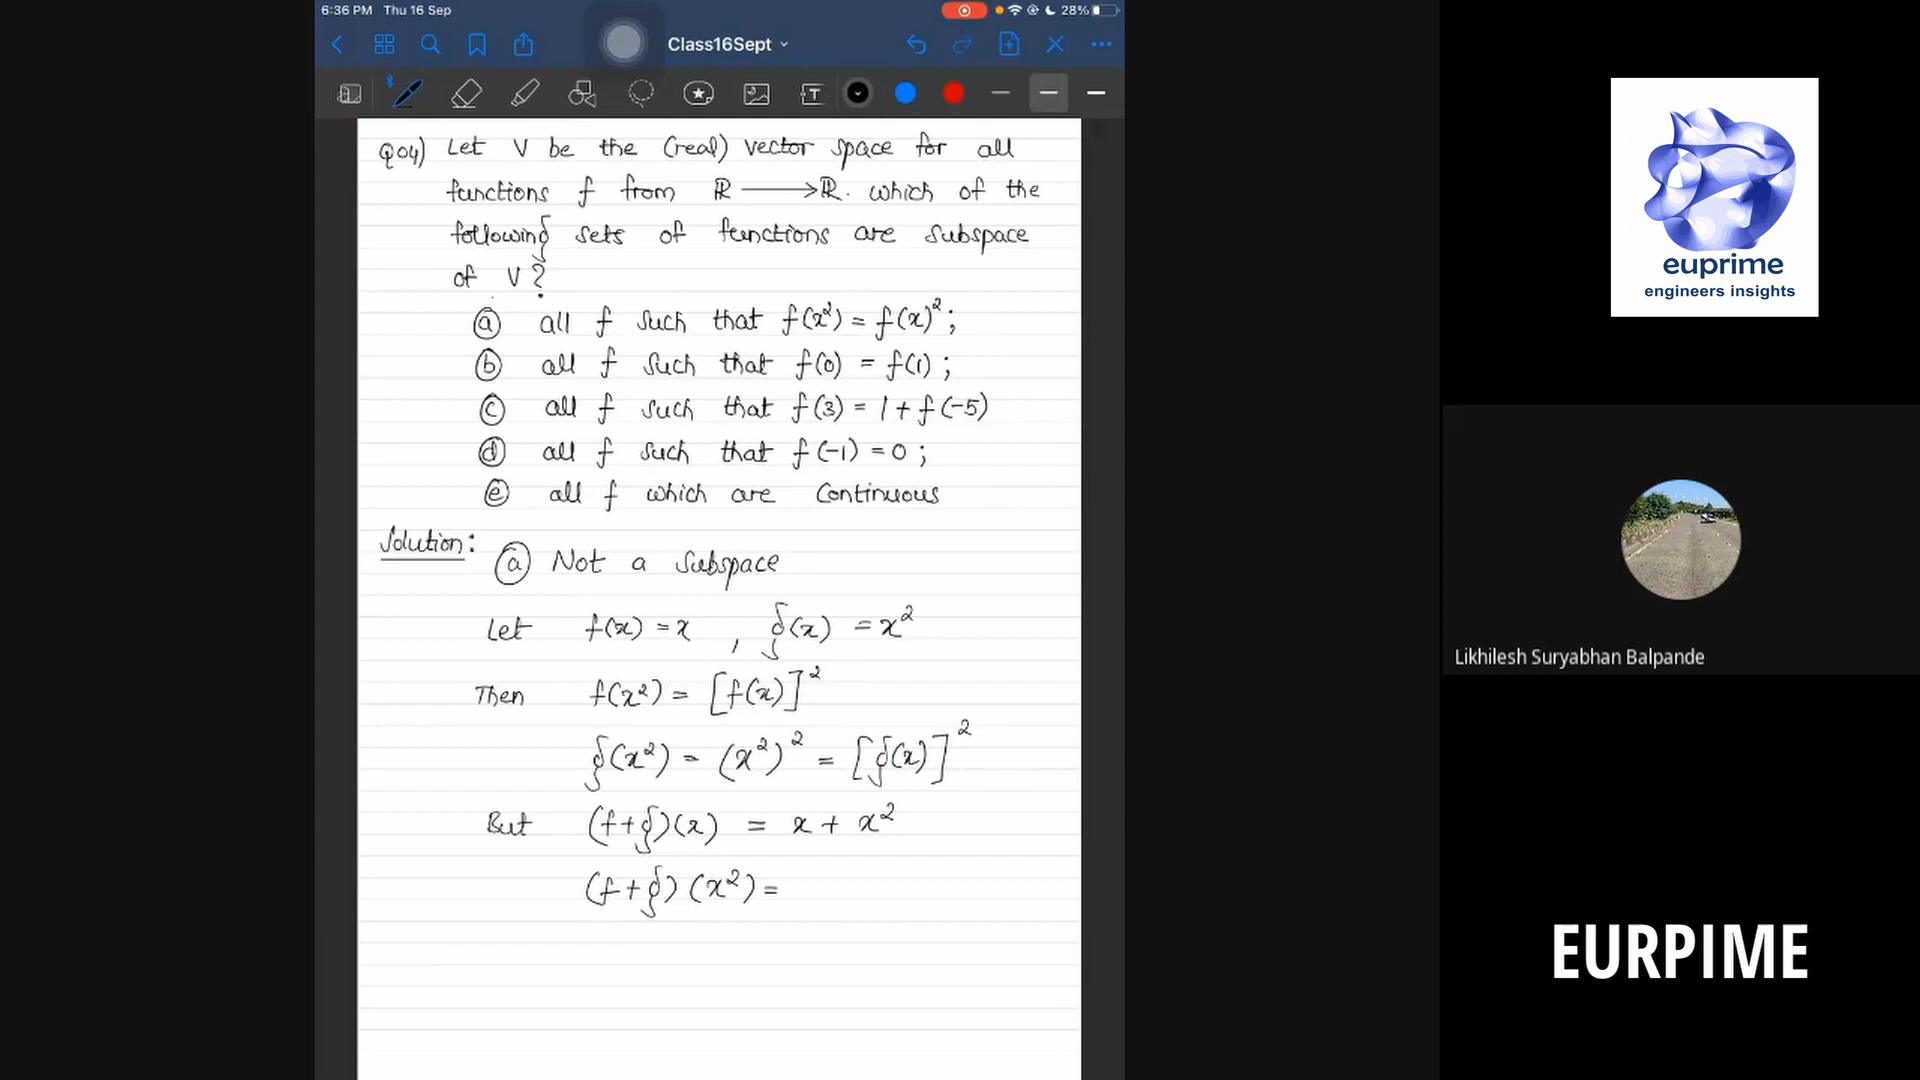 6:36 PM Thu 16 Sep
28%
Class16Sept
Q04) Let V be the (real) vector space for all
functions f from ℝ ⟶ ℝ. which of the
following sets of functions are subspace
of V?
ⓐ all f such that f(x²) = f(x)²;
ⓑ all f such that f(0) = f(1);
ⓒ all f such that f(3) = 1 + f(-5)
ⓓ all f such that f(-1) = 0;
ⓔ all f which are Continuous
Solution: ⓐ Not a Subspace
Let f(x) = x , g(x) = x²
Then f(x²) = [f(x)]²
g(x²) = (x²)² = [g(x)]²
But (f+g)(x) = x + x²
(f+g)(x²) =
euprime
engineers insights
Likhilesh Suryabhan Balpande
EURPIME